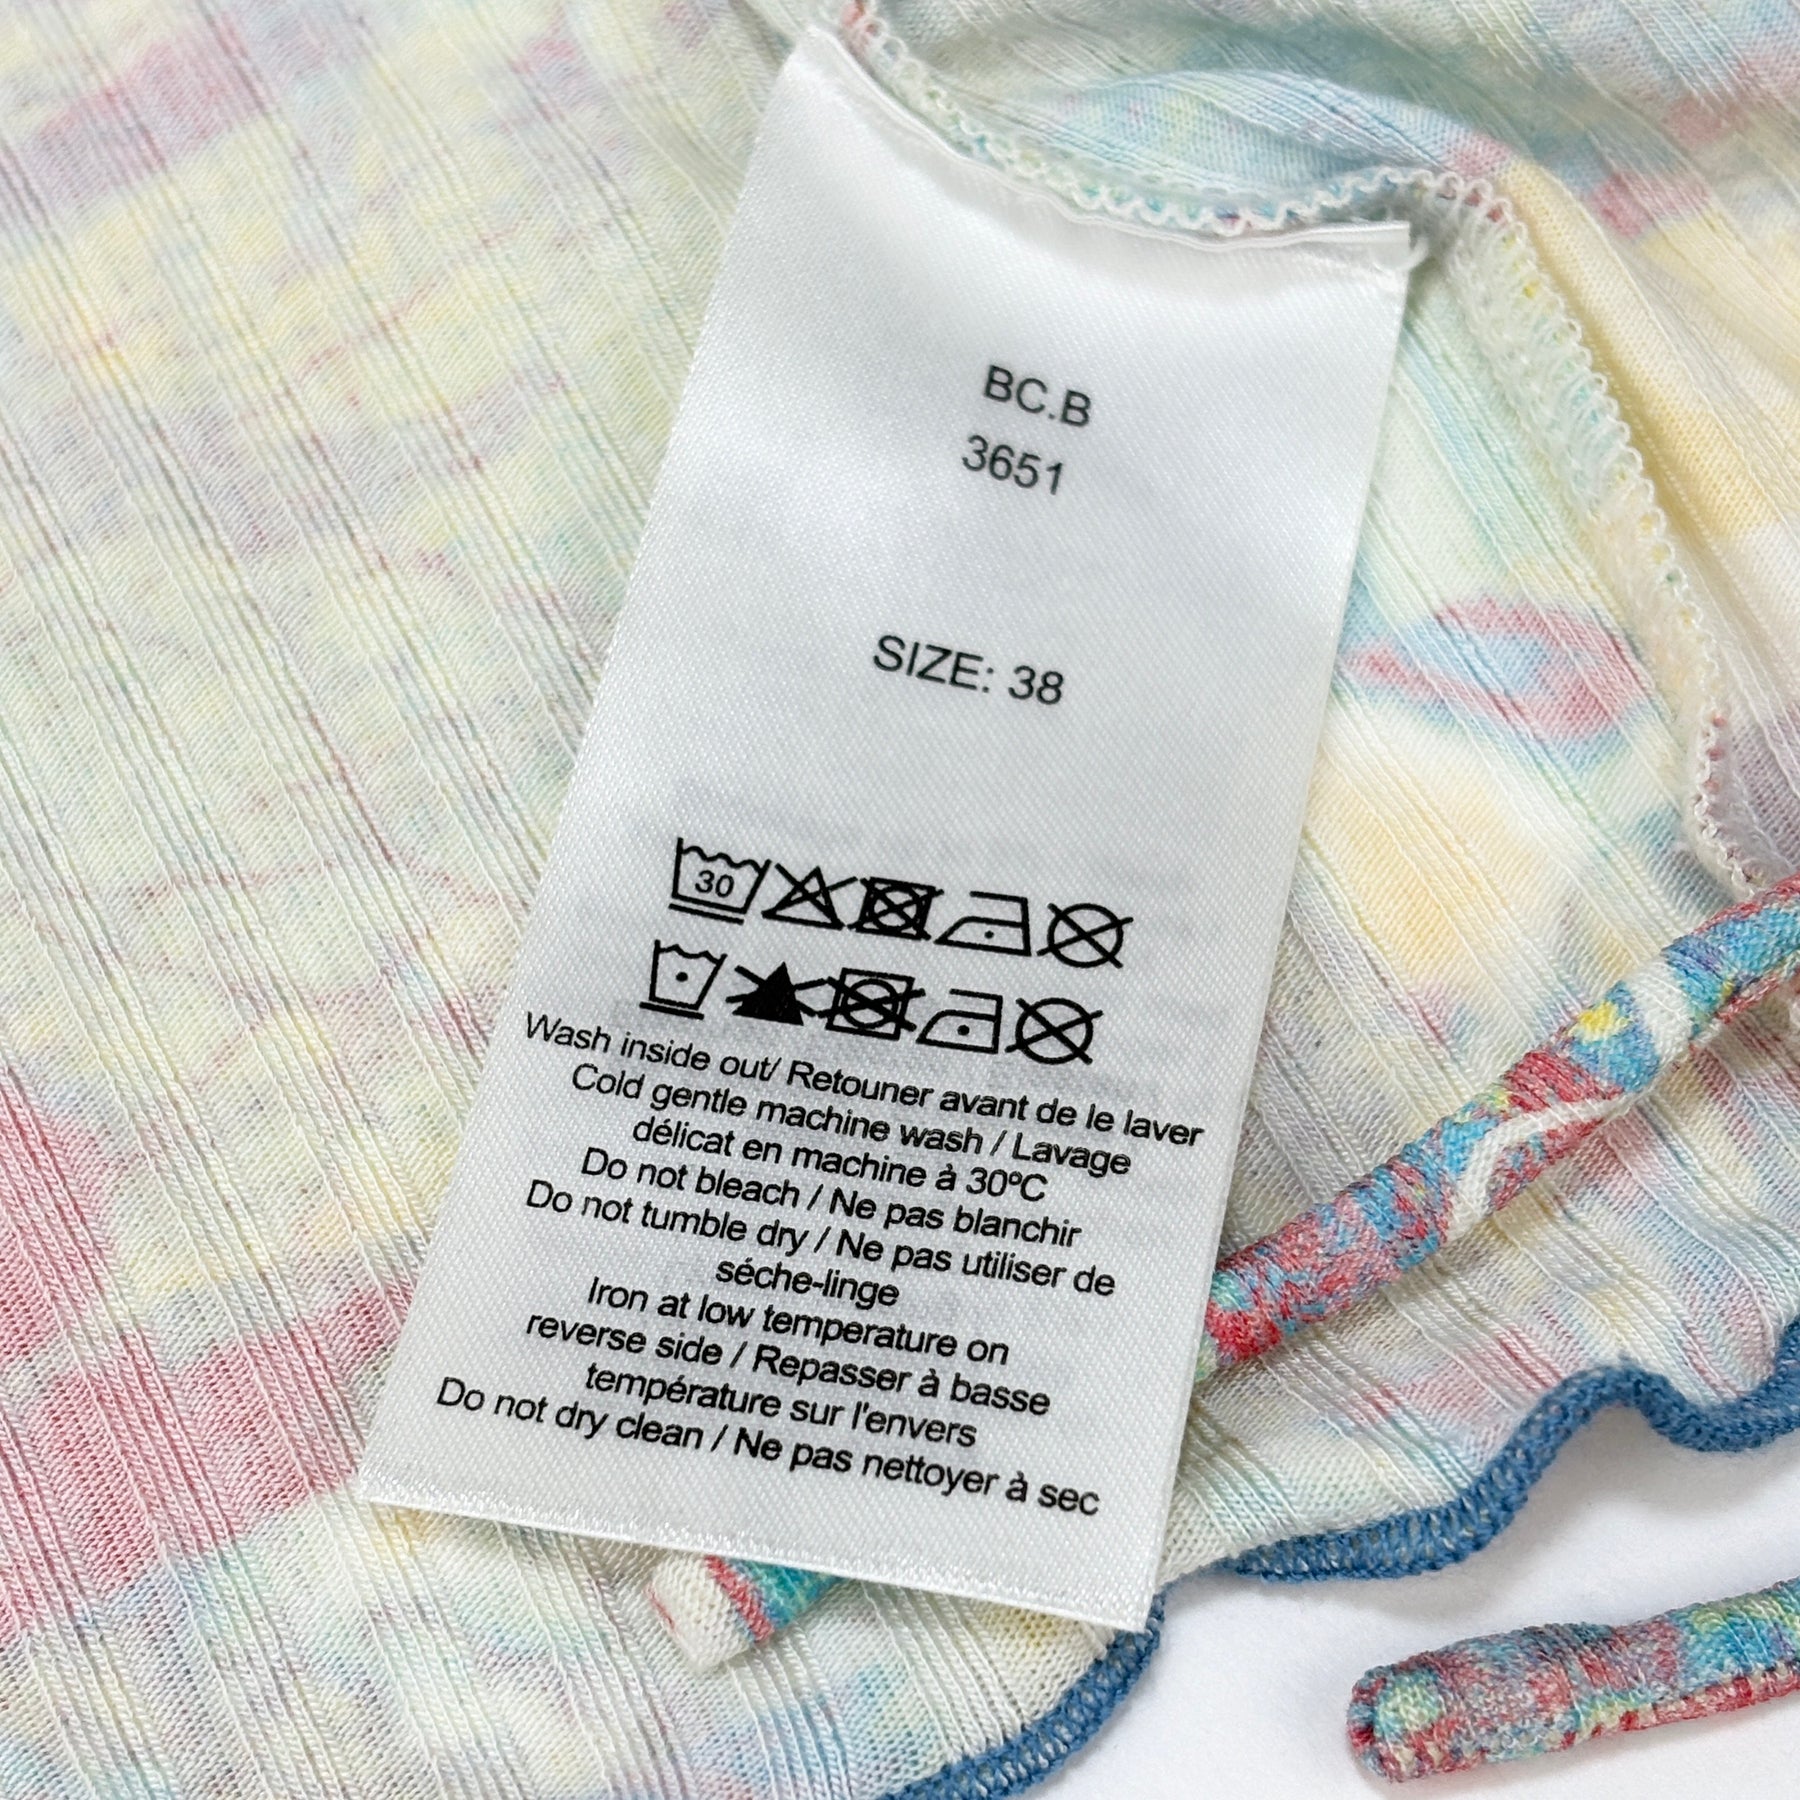 BC.B
3651
SIZE: 38
30
Wash inside out/ Retouner avant de le laver
Cold gentle machine wash / Lavage
délicat en machine à 30ºC
Do not bleach / Ne pas blanchir
Do not tumble dry / Ne pas utiliser de
séche-linge
Iron at low temperature on
reverse side / Repasser à basse
température sur l'envers
Do not dry clean / Ne pas nettoyer à sec